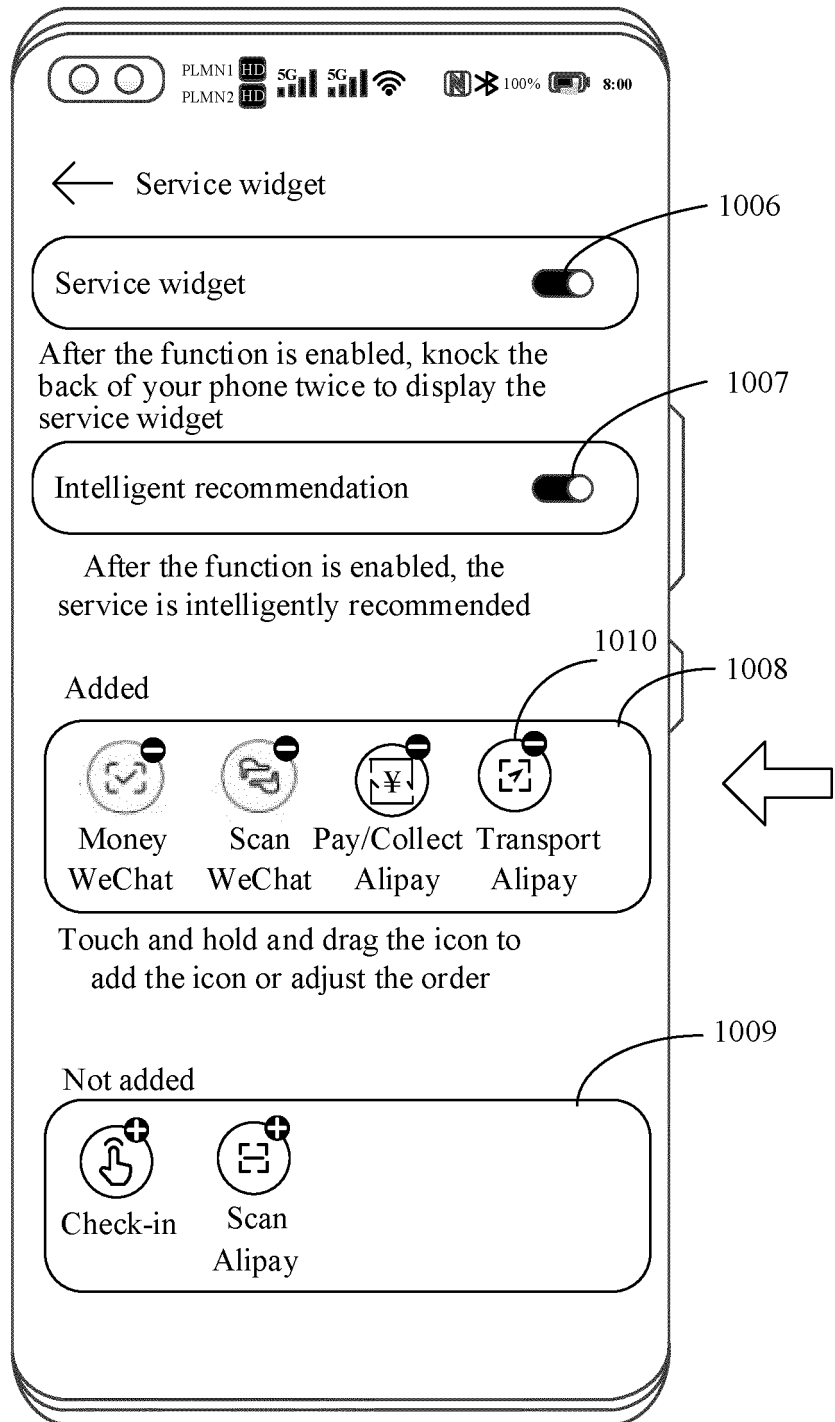 PLMN1 HD 5G 5G N 100% 8:00
PLMN2 HD
Service widget
1006
Service widget
After the function is enabled, knock the
back of your phone twice to display the
service widget
1007
Intelligent recommendation
After the function is enabled, the
service is intelligently recommended
1010
1008
Added
¥
Money Scan Pay/Collect Transport
WeChat WeChat Alipay Alipay
Touch and hold and drag the icon to
add the icon or adjust the order
1009
Not added
Check-in Scan
Alipay